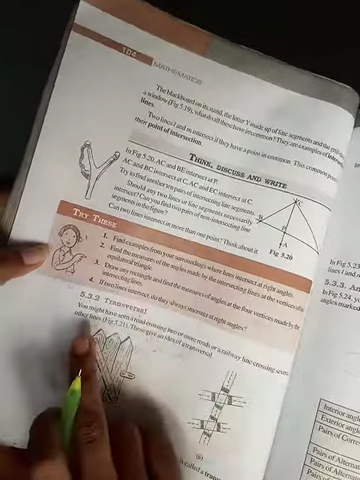 104
MATHEMATICS
The blackboard on its stand, the letter Y made up of line segments and the grill
a window (Fig 5.19), what do all these have in common? They are examples of
lines.
Two lines l and m intersect if they have a point in common. This common point
their point of intersection.
THINK, DISCUSS AND WRITE
In Fig 5.20, AC and BE intersect at P.
AC and BC intersect at C, AC and EC intersect at C.
Try to find another ten pairs of intersecting line segments.
Should any two lines or line segments necessarily
intersect? Can you find two pairs of non-intersecting line
segments in the figure?
Can two lines intersect in more than one point? Think about it.
Fig 5.20
TRY THESE
1. Find examples from your surroundings where lines intersect at right angles.
2. Find the measures of the angles made by the intersecting lines at the vertices of an
equilateral triangle.
3. Draw any rectangle and find the measures of angles at the four vertices made by the
intersecting lines.
4. If two lines intersect, do they always intersect at right angles?
5.3.2 Transversal
You might have seen a road crossing two or more roads or a railway line crossing several
other lines (Fig 5.21). These give an idea of a transversal
(ii)
called a
In Fig 5.23
lines l and
5.3.3. An
In Fig 5.24,
angles marked
Interior angles
Exterior angles
Pairs of Corres
Pairs of Alternat
Pairs of Alternat
Pairs of